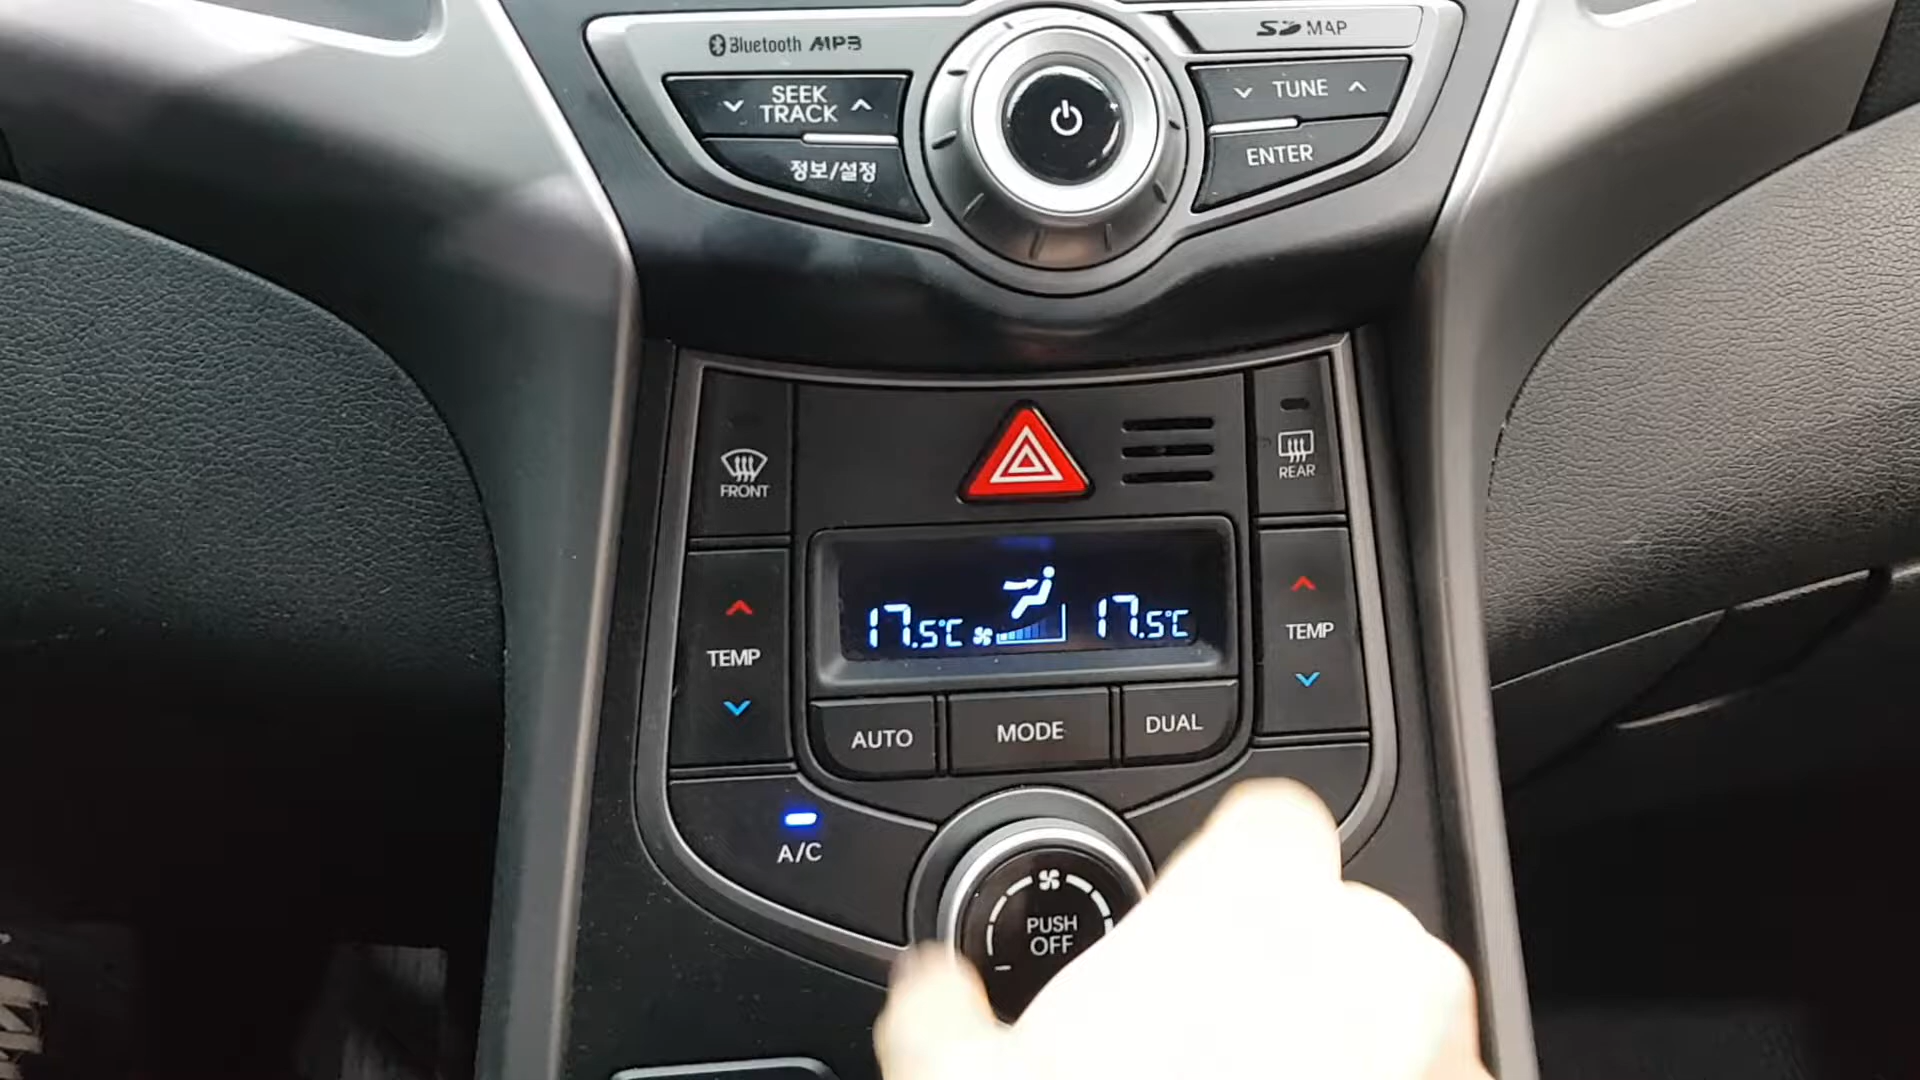 Bluetooth MP3
SD MAP
SEEK
TRACK
TUNE
정보/설정
ENTER
FRONT
REAR
17.5℃
17.5℃
TEMP
TEMP
AUTO
MODE
DUAL
A/C
PUSH
OFF